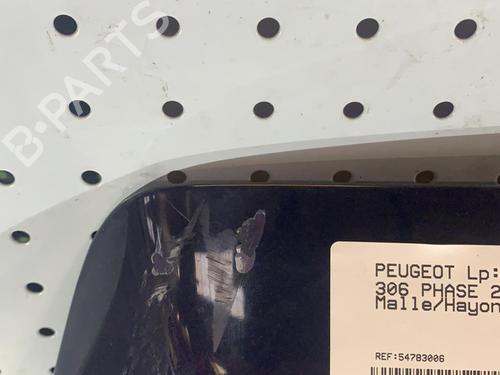 B-PARTS
PEUGEOT Lp:
306 PHASE 2
Malle/Hayon
REF:54783006